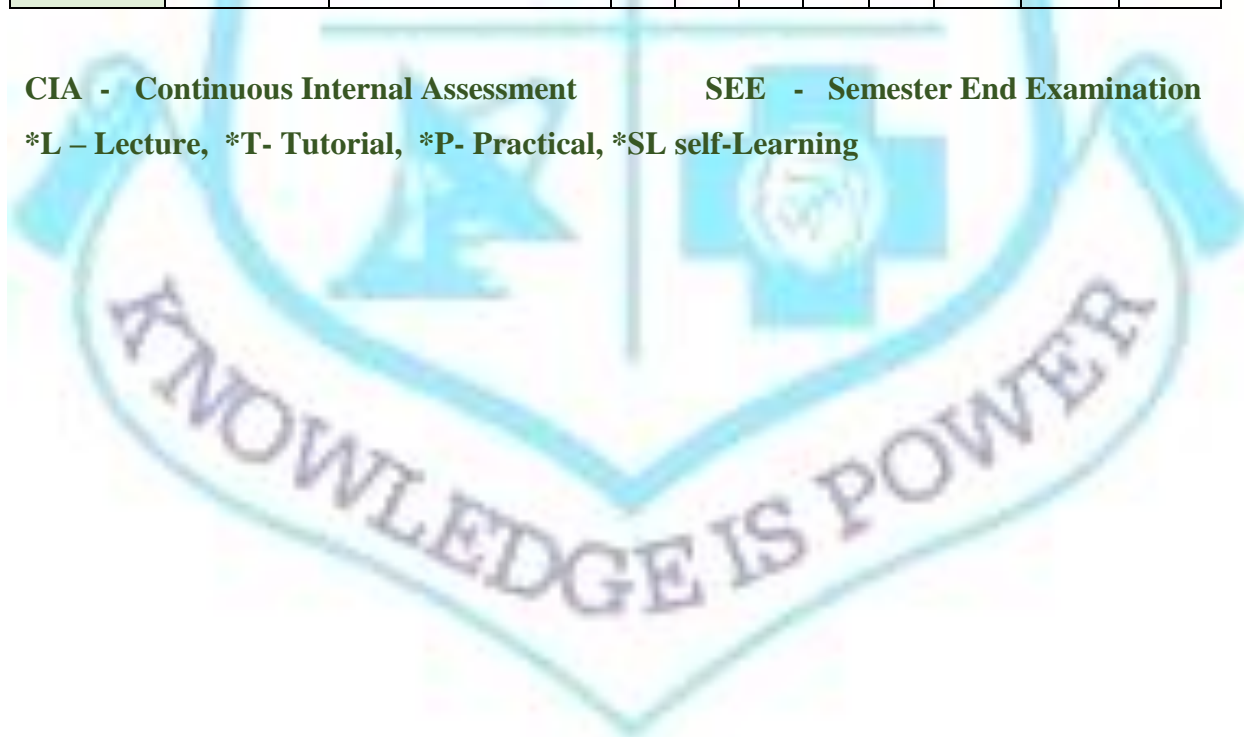 CIA - Continuous Internal Assessment SEE - Semester End Examination
*L – Lecture, *T- Tutorial, *P- Practical, *SL self-Learning
KNOWLEDGE IS POWER